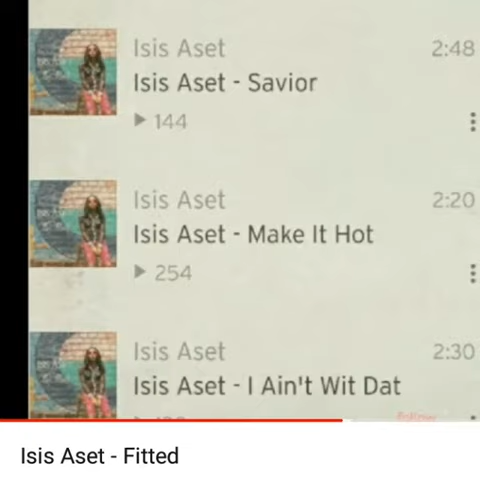 Isis Aset
2:48
Isis Aset - Savior
144
Isis Aset
2:20
Isis Aset - Make It Hot
254
Isis Aset
2:30
Isis Aset - I Ain't Wit Dat
Isis Aset - Fitted